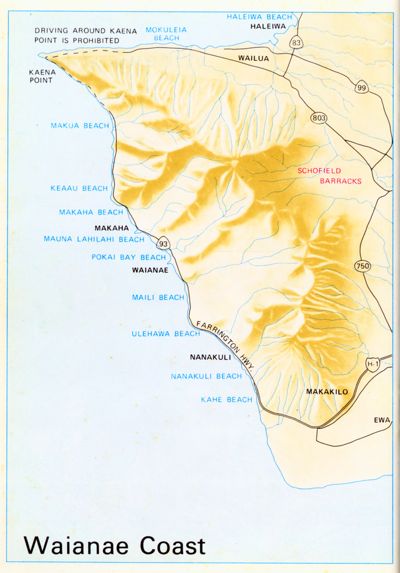 HALEIWA BEACH
HALEIWA
DRIVING AROUND KAENA
POINT IS PROHIBITED
MOKULEIA
BEACH
83
WAILUA
KAENA
POINT
99
803
MAKUA BEACH
SCHOFIELD
BARRACKS
KEAAU BEACH
MAKAHA BEACH
MAKAHA
MAUNA LAHILAHI BEACH
93
POKAI BAY BEACH
WAIANAE
750
MAILI BEACH
FARRINGTON HWY
ULEHAWA BEACH
NANAKULI
H-1
NANAKULI BEACH
MAKAKILO
KAHE BEACH
EWA
Waianae Coast